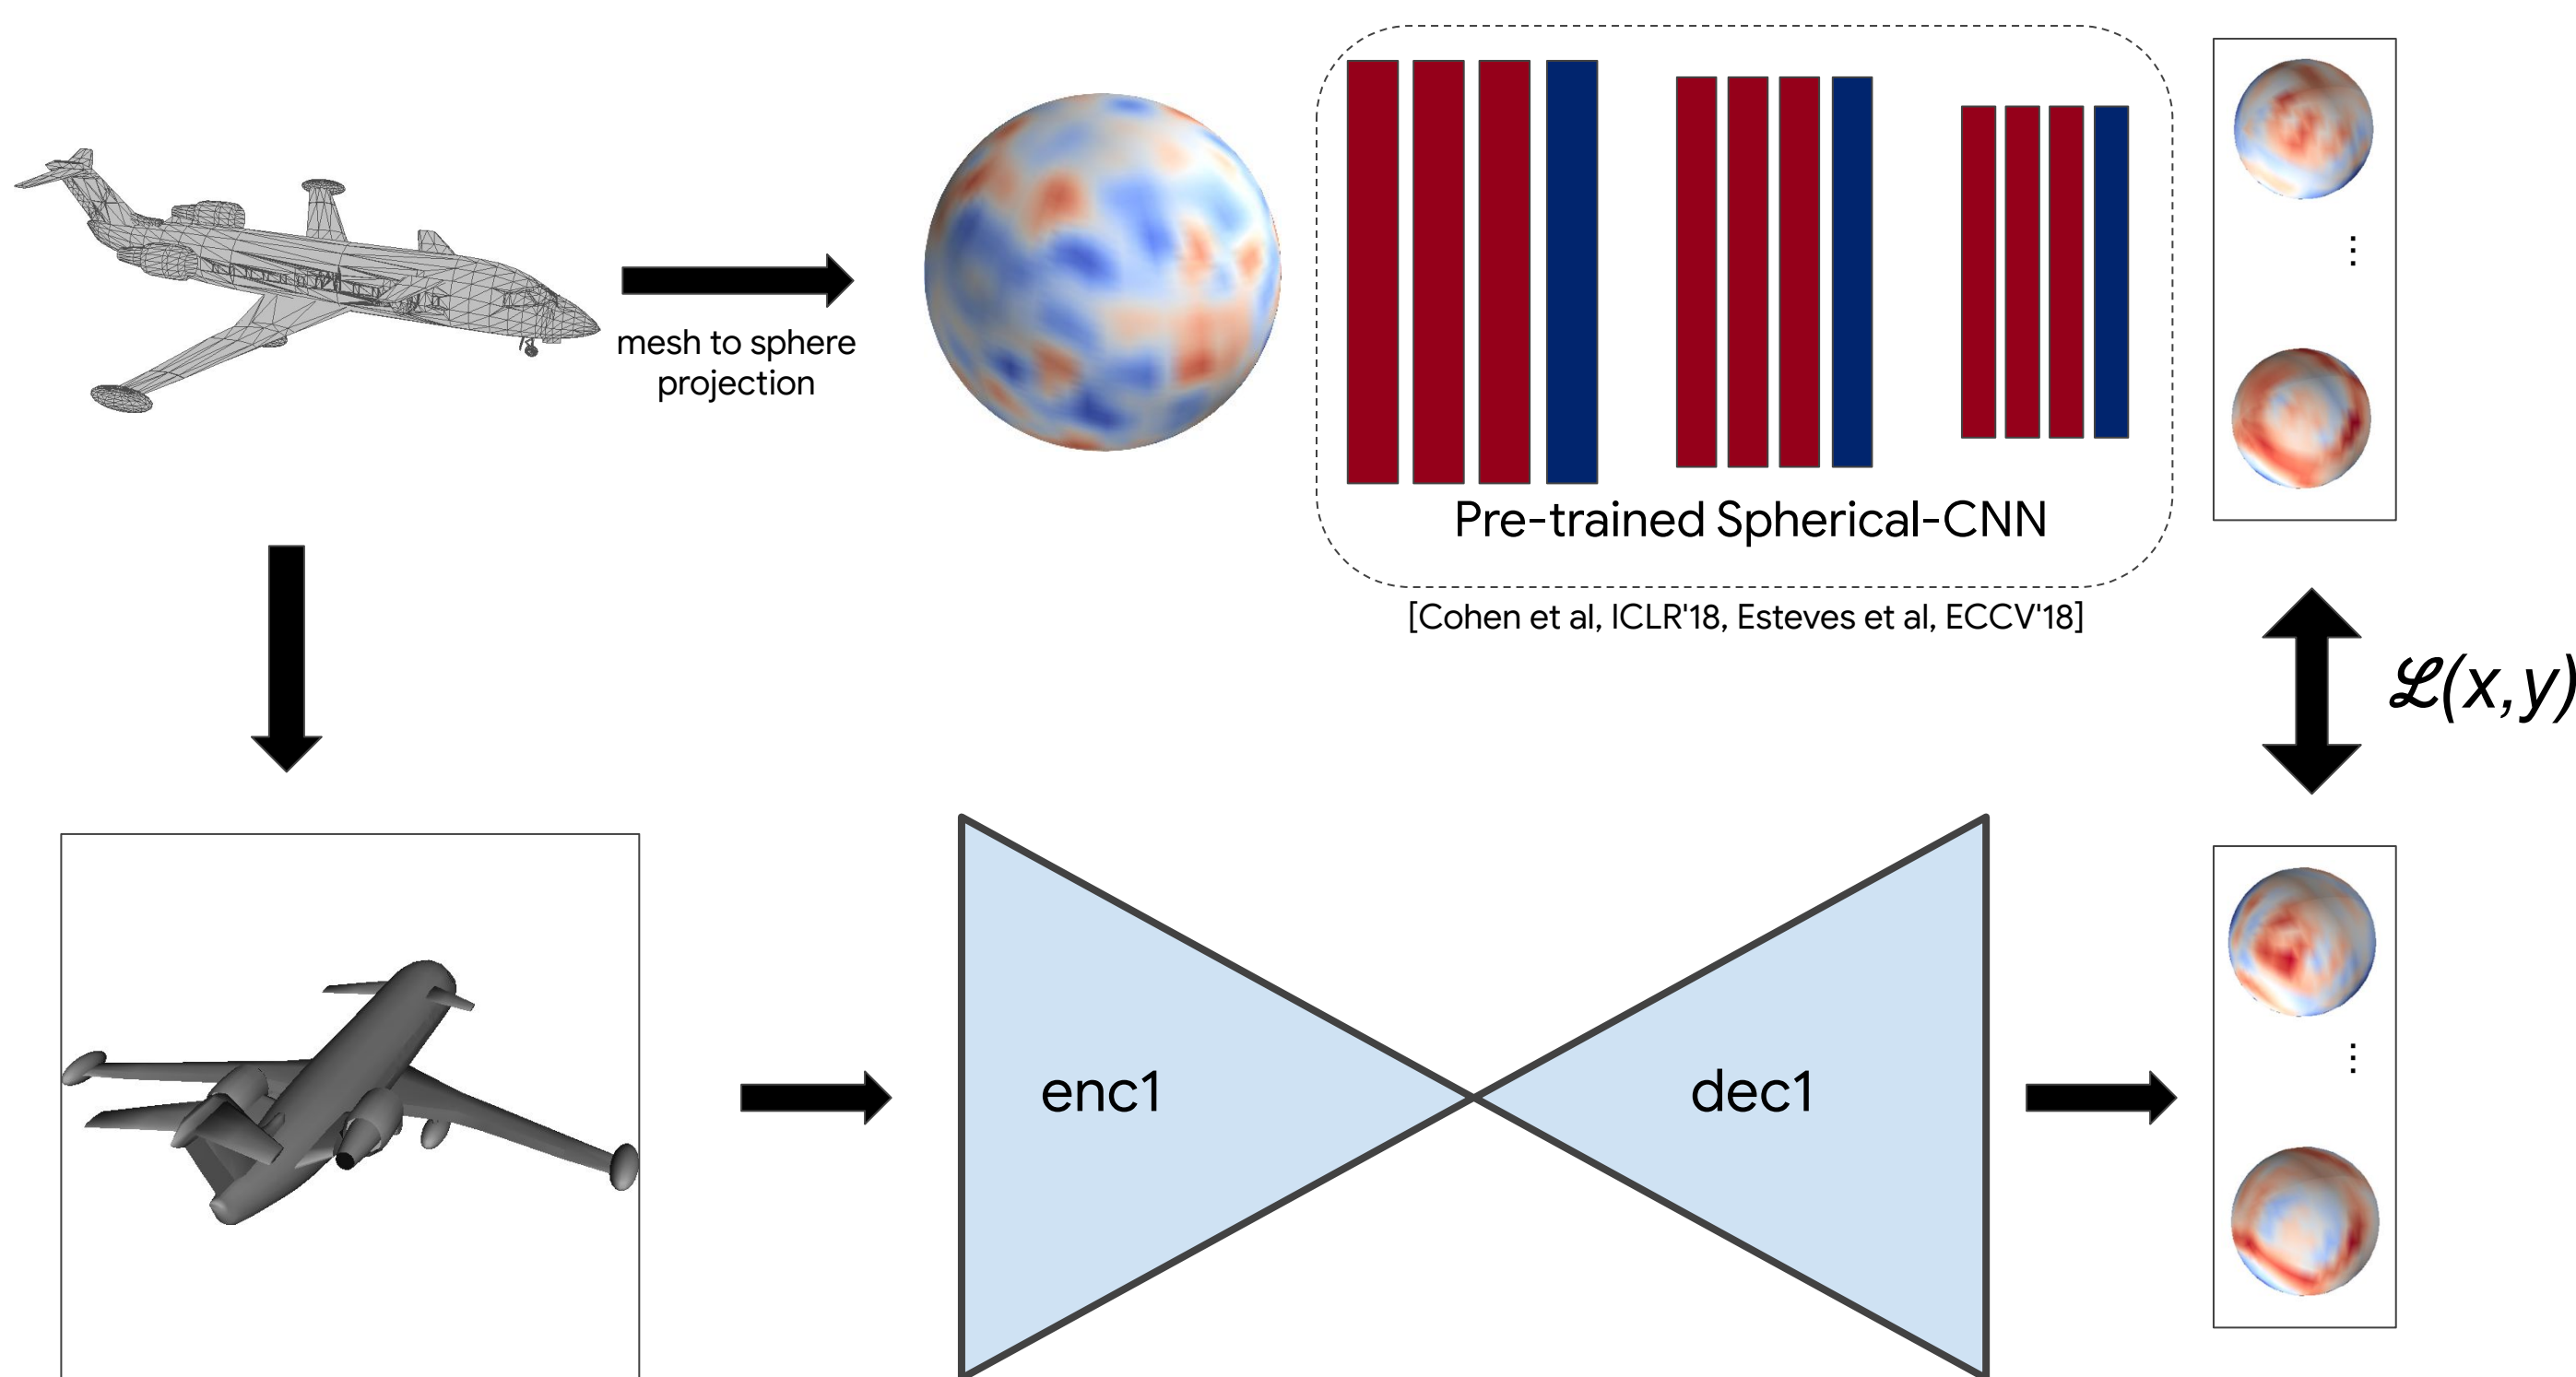 mesh to sphere
projection
Pre-trained Spherical-CNN
[Cohen et al, ICLR'18, Esteves et al, ECCV'18]
ℒ(x,y)
enc1
dec1